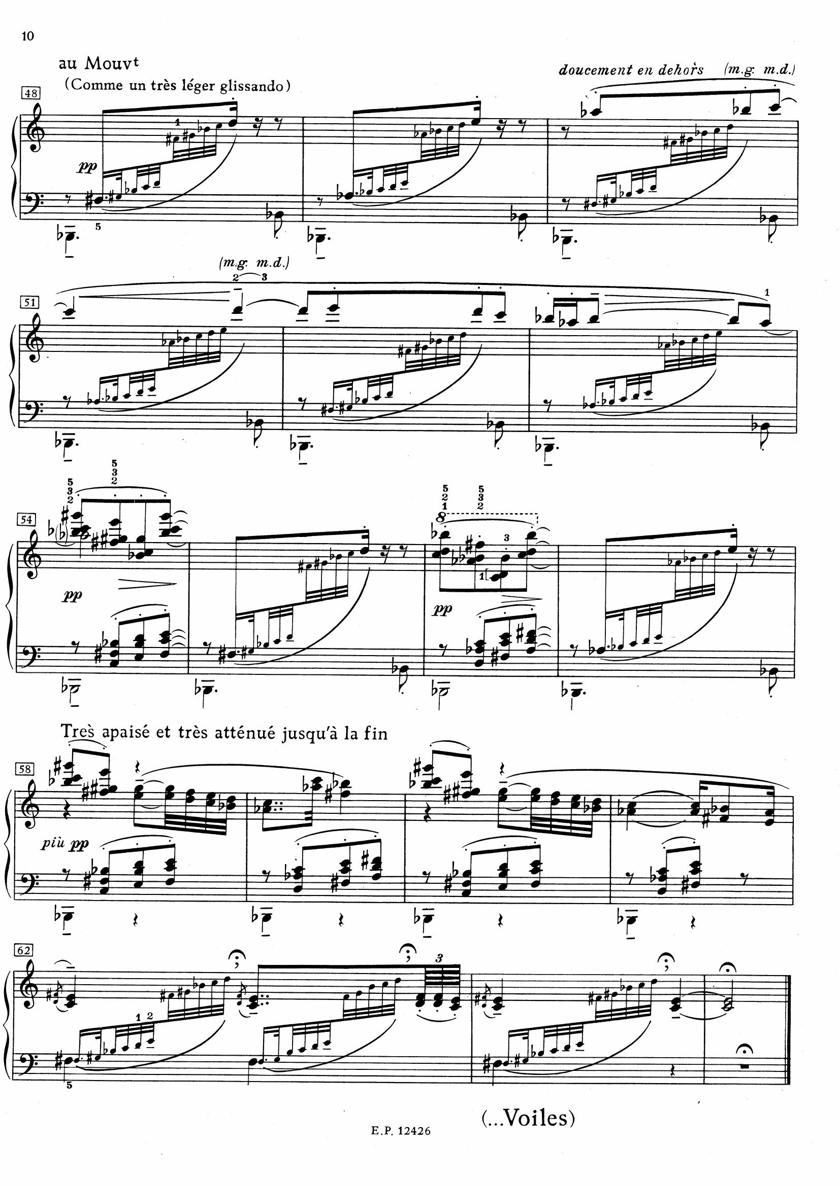 10
au Mouvt
(Comme un très léger glissando)
doucement en dehors (m.g. m.d.)
48
1
pp
5
(m.g. m.d.)
2 3
51
1
5 3 2
5 3 2
5 2 1
5 3 2
54
8
3
1
pp
pp
Très apaisé et très atténué jusqu'à la fin
58
più pp
62
3
1 2
5
(...Voiles)
E.P. 12426